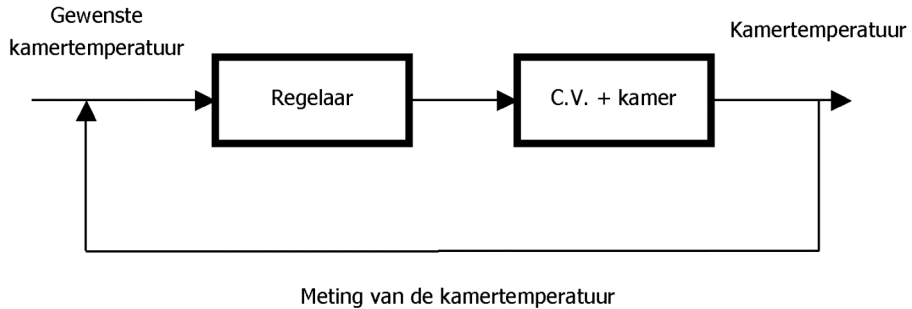 Gewenste
kamertemperatuur
Kamertemperatuur
Regelaar
C.V. + kamer
Meting van de kamertemperatuur